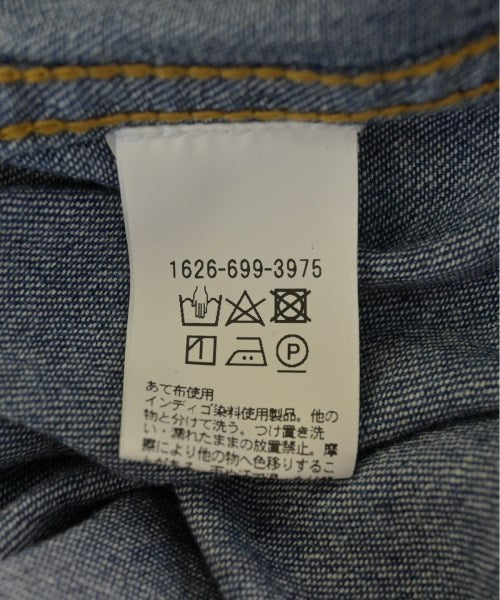 1626-699-3975
P
あて布使用
インディゴ染料使用製品。他の
物と分けて洗う。つけ置き洗
い・濡れたままの放置禁止。摩
擦により他の物へ色移りするこ